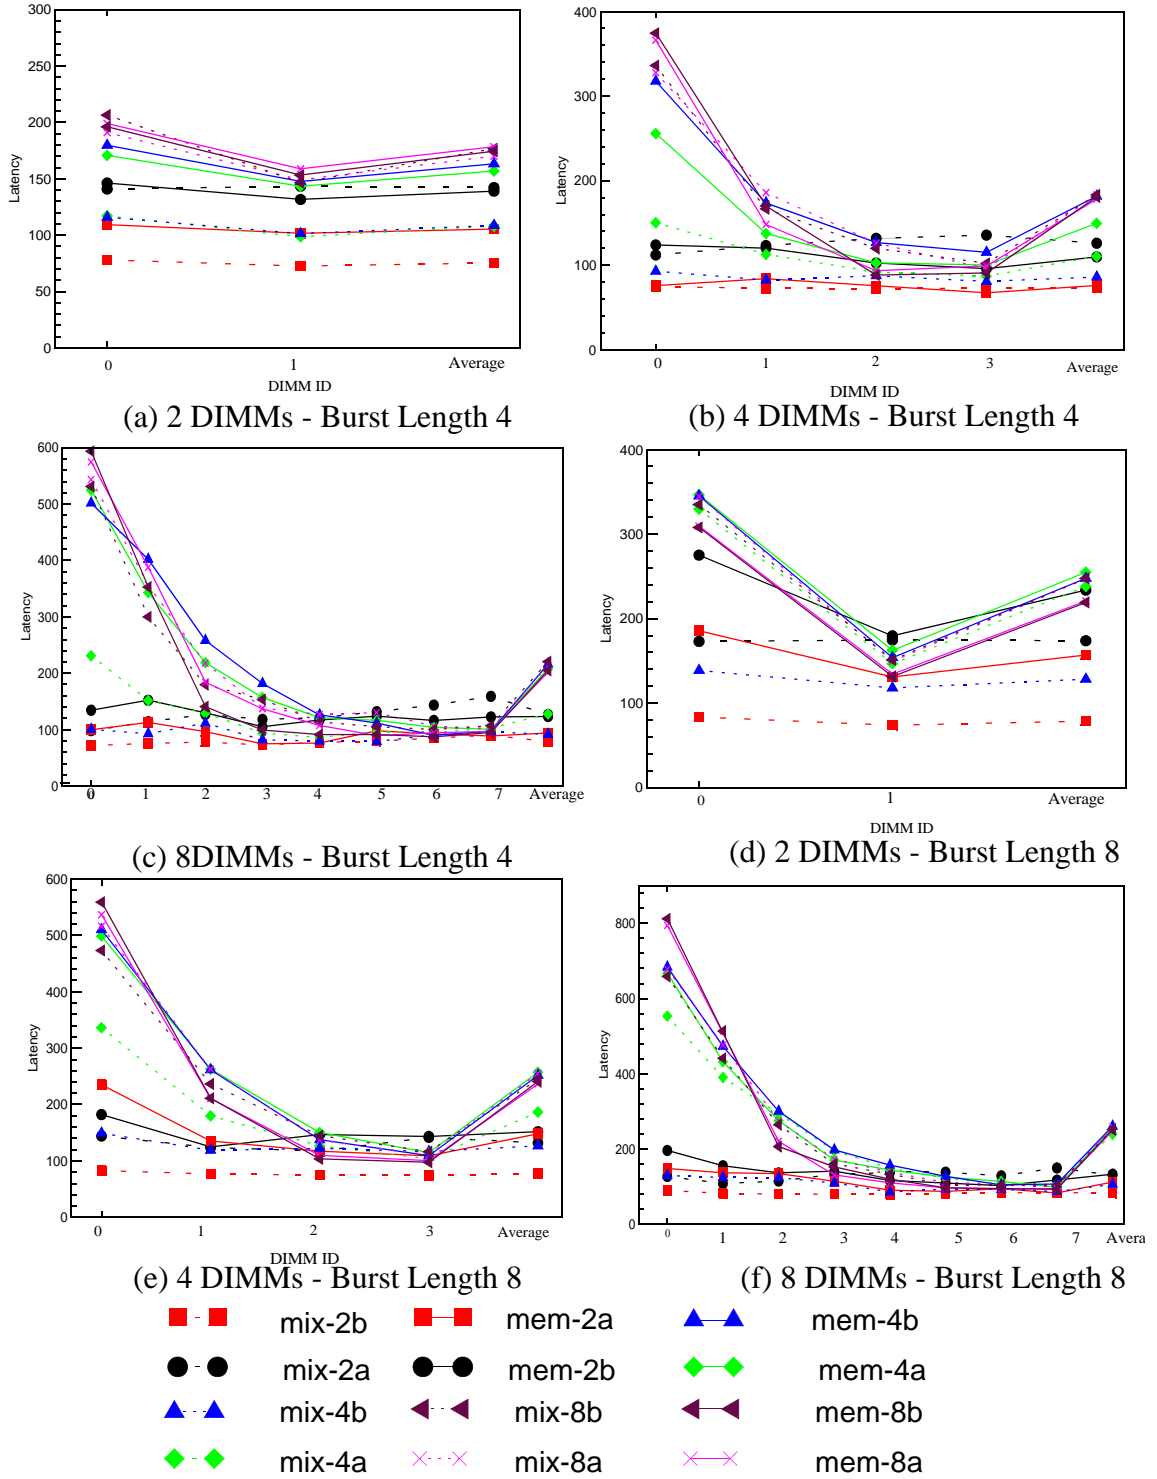 300
250
200
150
100
50
0
Latency
0
1
Average
DIMM ID
(a) 2 DIMMs - Burst Length 4
400
300
200
100
0
Latency
0
1
2
3
Average
DIMM ID
(b) 4 DIMMs - Burst Length 4
600
500
400
300
200
100
0
Latency
0
1
2
3
4
5
6
7
Average
(c) 8DIMMs - Burst Length 4
400
300
200
100
0
Latency
0
1
Average
DIMM ID
(d) 2 DIMMs - Burst Length 8
600
500
400
300
200
100
0
Latency
0
1
2
3
Average
DIMM ID
(e) 4 DIMMs - Burst Length 8
800
600
400
200
0
Latency
0
1
2
3
4
5
6
7
Avera
(f) 8 DIMMs - Burst Length 8
mix-2b mem-2a mem-4b
mix-2a mem-2b mem-4a
mix-4b mix-8b mem-8b
mix-4a mix-8a mem-8a